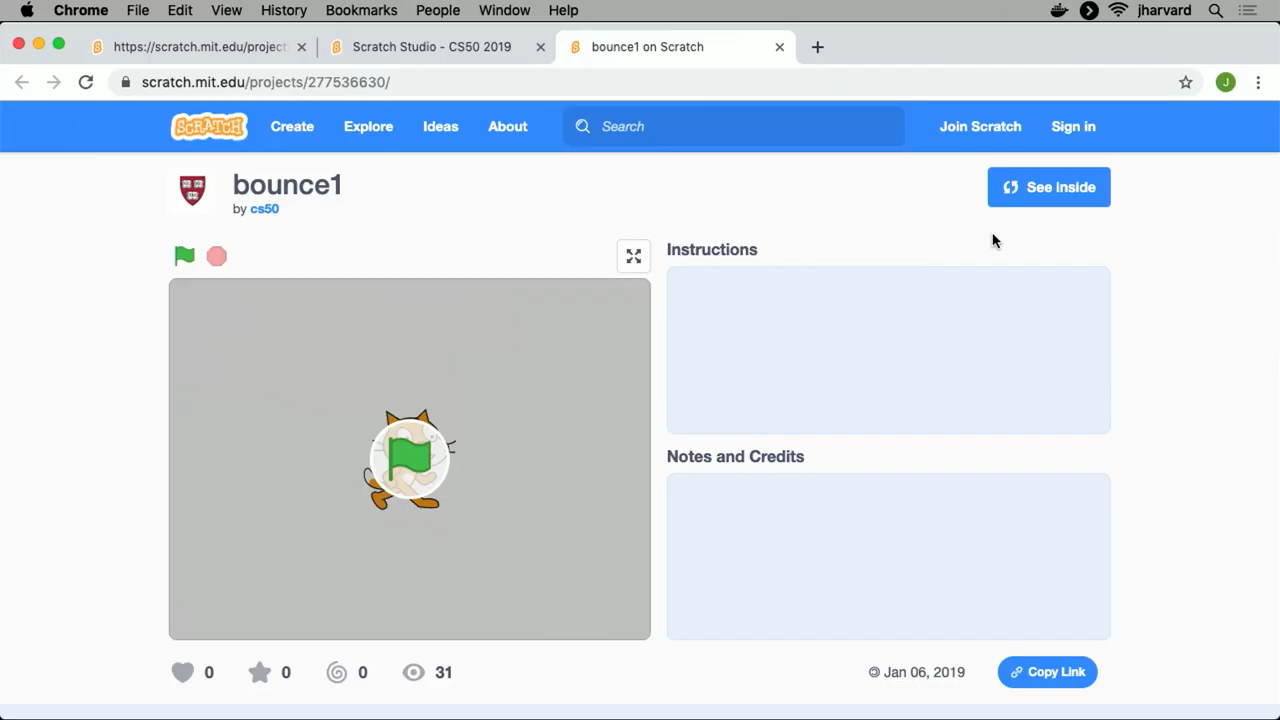 Chrome File Edit View History Bookmarks People Window Help jharvard
https://scratch.mit.edu/project Scratch Studio - CS50 2019 bounce1 on Scratch
scratch.mit.edu/projects/277536630/ J
SCRATCH Create Explore Ideas About Search Join Scratch Sign in
bounce1
by cs50
See inside
Instructions
Notes and Credits
0 0 0 31 © Jan 06, 2019 Copy Link